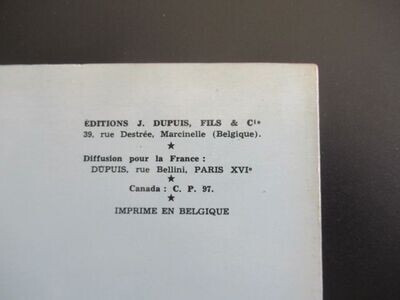 ÉDITIONS J. DUPUIS, FILS & Cie
39, rue Destrée, Marcinelle (Belgique).
★
Diffusion pour la France :
DUPUIS, rue Bellini, PARIS XVIe
★
Canada : C. P. 97.
★
IMPRIME EN BELGIQUE